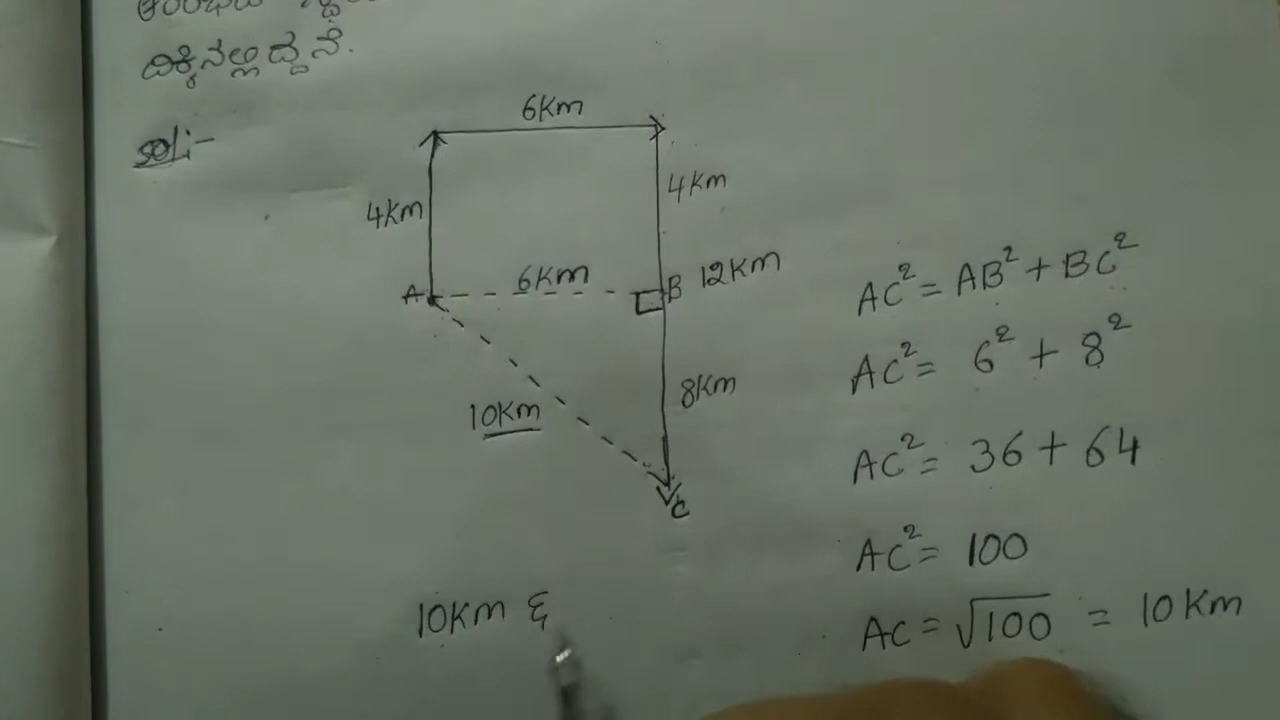 ದಿಕ್ಕಿನಲ್ಲಿದ್ದಾನೆ.
Sol:-
6Km
4Km
4Km
6Km
12Km
A
B
8Km
10Km
C
AC² = AB² + BC²
AC² = 6² + 8²
AC² = 36 + 64
AC² = 100
AC = √100 = 10Km
10Km &